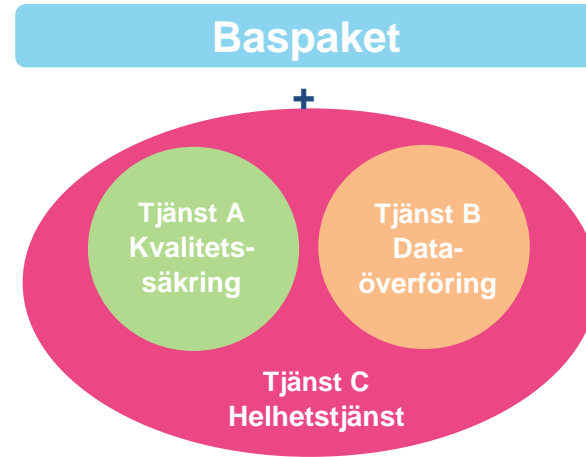 Baspaket
+
Tjänst A
Kvalitets-
säkring
Tjänst B
Data-
överföring
Tjänst C
Helhetstjänst